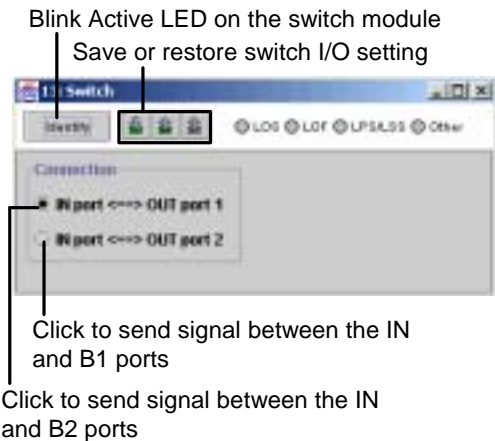 Blink Active LED on the switch module
Save or restore switch I/O setting
13: Switch
Identify
LOS LOF LPS/LSS Other
Connection
IN port <---> OUT port 1
IN port <---> OUT port 2
Click to send signal between the IN
and B1 ports
Click to send signal between the IN
and B2 ports